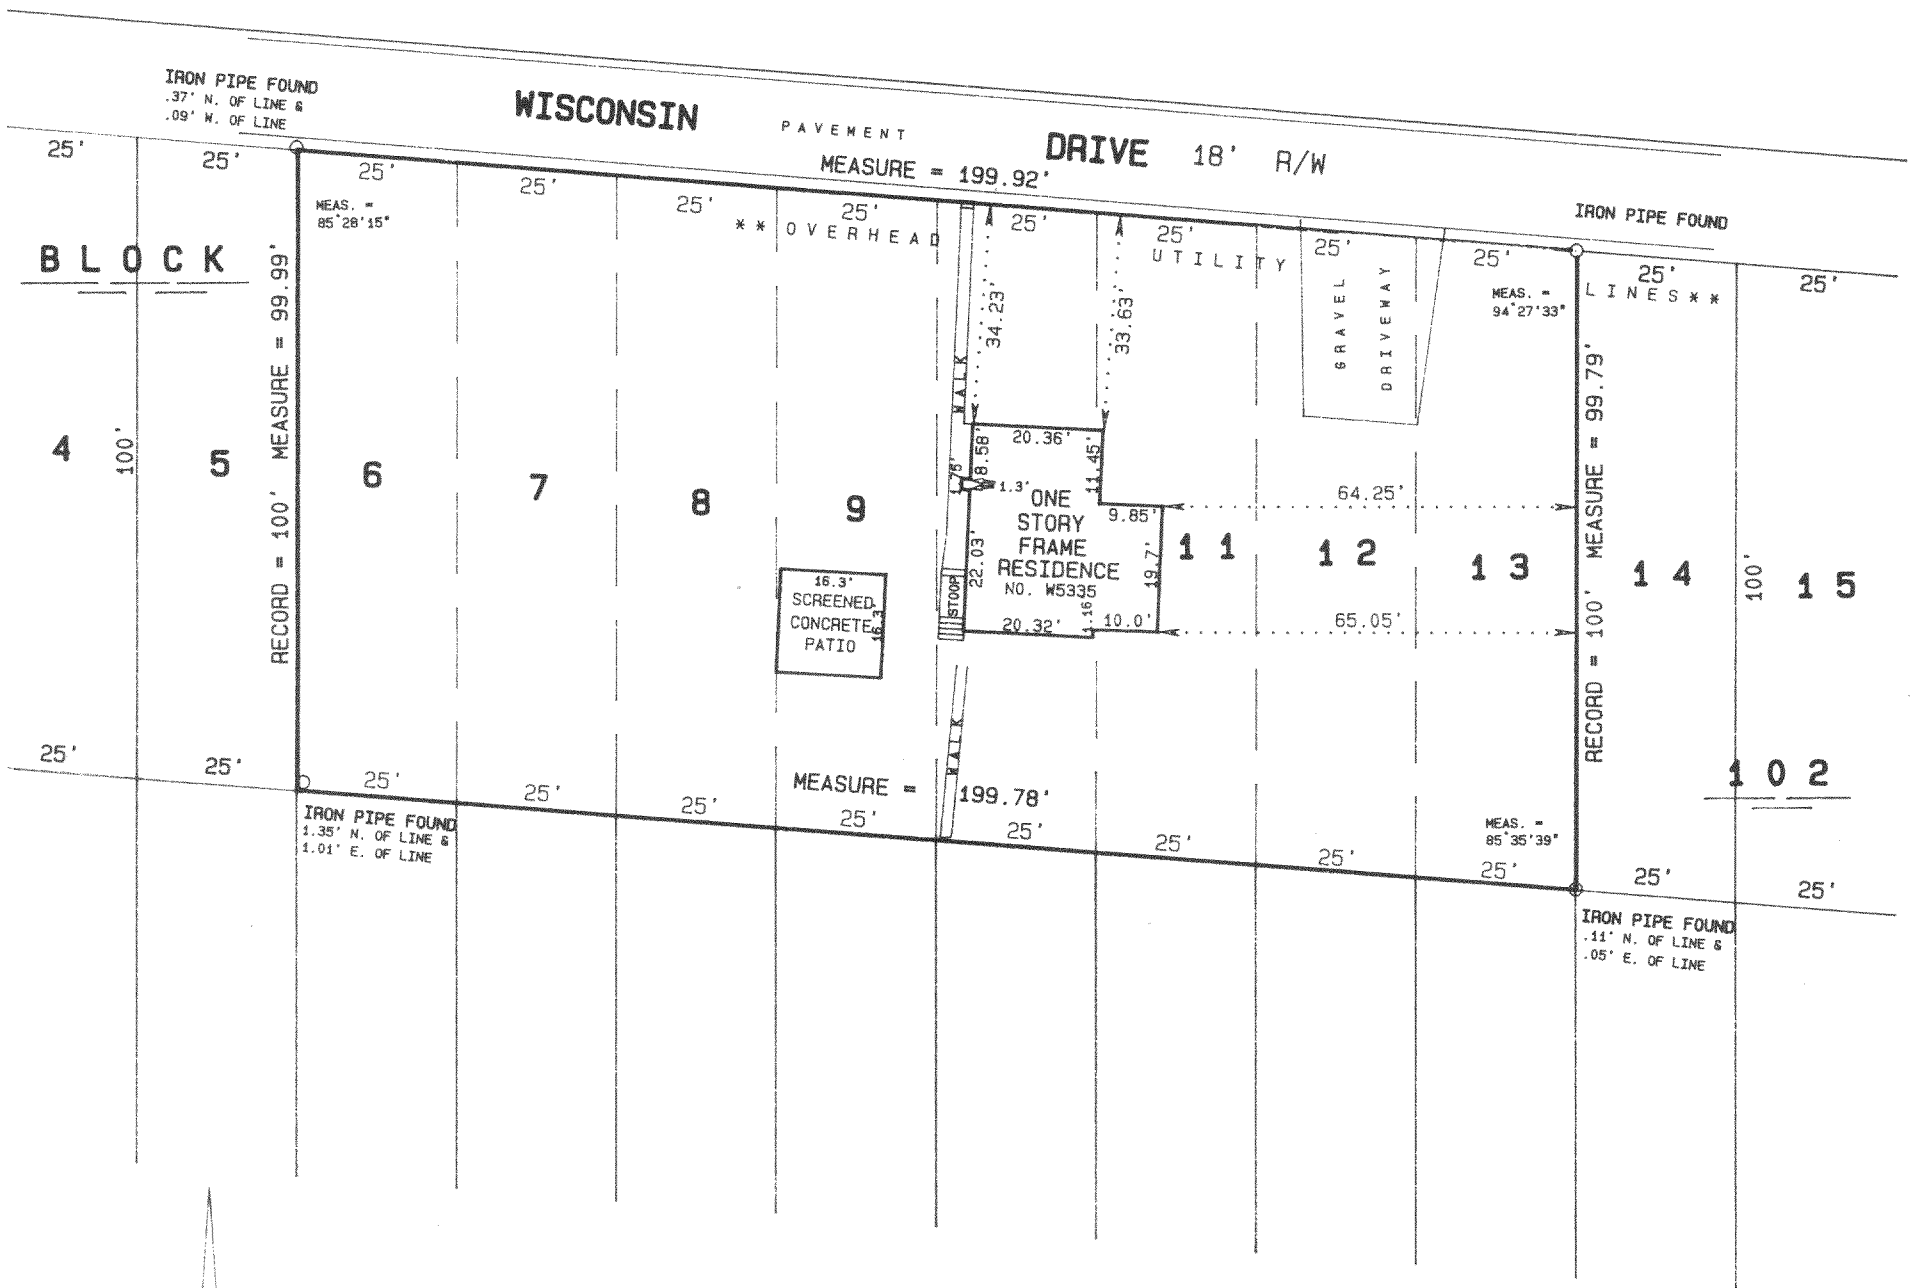 IRON PIPE FOUND
.37' N. OF LINE &
.09' W. OF LINE
WISCONSIN
PAVEMENT
DRIVE 18' R/W
MEASURE = 199.92'
IRON PIPE FOUND
25'
25'
25'
25'
25'
25'
25'
25'
25'
25'
25'
25'
MEAS. =
85°28'15"
** OVERHEAD
UTILITY
LINES**
MEAS. =
94°27'33"
BLOCK
RECORD = 100' MEASURE = 99.99'
34.23'
33.63'
GRAVEL
DRIVEWAY
WALK
RECORD = 100' MEASURE = 99.79'
4
100'
5
6
7
8
9
20.36'
8.58'
11.45'
1.3'
ONE
STORY
FRAME
RESIDENCE
NO. W5335
9.85'
64.25'
22.03'
19.7'
11
12
13
14
100'
15
STOOP
20.32'
1.16
10.0'
65.05'
16.3'
SCREENED
CONCRETE
PATIO
16.3'
WALK
102
25'
25'
25'
25'
25'
25'
25'
25'
25'
25'
25'
25'
MEASURE = 199.78'
MEAS. =
85°35'39"
IRON PIPE FOUND
1.35' N. OF LINE &
1.01' E. OF LINE
IRON PIPE FOUND
.11' N. OF LINE &
.05' E. OF LINE